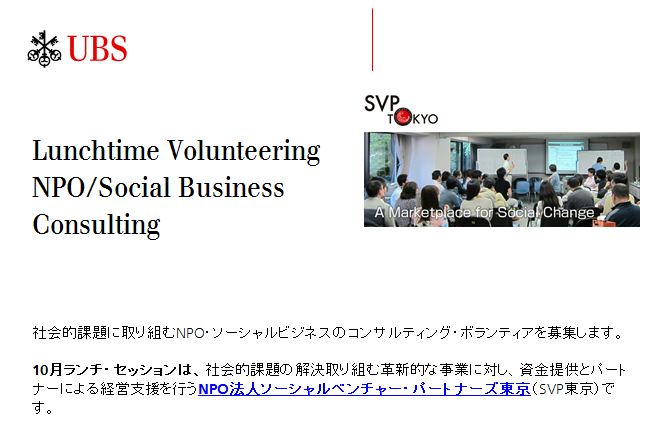 UBS
SVP
TOKYO
Lunchtime Volunteering
NPO/Social Business
Consulting
A Marketplace for Social Change
社会的課題に取り組むNPO・ソーシャルビジネスのコンサルティング・ボランティアを募集します。
10月ランチ・セッションは、社会的課題の解決取り組む革新的な事業に対し、資金提供とパート
ナーによる経営支援を行うNPO法人ソーシャルベンチャー・パートナーズ東京（SVP東京）で
す。